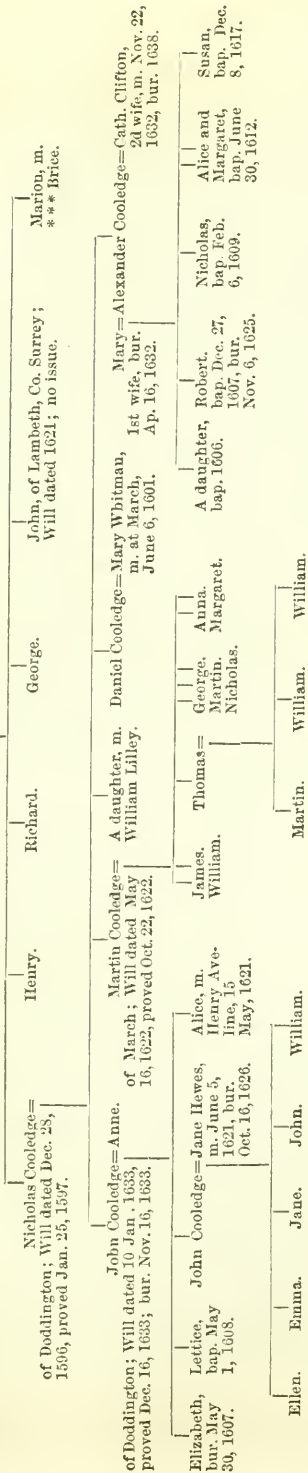 Nicholas Cooledge=
of Doddington; Will dated Dec. 28,
1596, proved Jan. 25, 1597.
Henry.
Richard.
George.
John, of Lambeth, Co. Surrey;
Will dated 1621; no issue.
Marion, m.
* * * Brice.
John Cooledge=Anne.
of Doddington; Will dated 10 Jan. 1633,
proved Dec. 16, 1633; bur. Nov. 16, 1633.
Martin Cooledge=
of March; Will dated May
16, 1622, proved Oct. 22, 1622.
A daughter, m.
William Lilley.
Daniel Cooledge=Mary Whitmau,
m. at March,
June 6, 1601.
Mary=Alexander Cooledge=Cath. Clifton,
1st wife, bur.
Ap. 16, 1632.
2d wife, m. Nov. 22,
1632, bur. 1638.
Elizabeth,
bur. May
30, 1607.
Lettice,
bap. May
1, 1608.
John Cooledge=Jane Hewes,
m. June 5,
1621, bur.
Oct. 16, 1626.
Alice, m.
Henry Ave-
line, 15
May, 1621.
James.
William.
Thomas=
George.
Martin.
Nicholas.
Anna.
Margaret.
A daughter,
bap. 1606.
Robert,
bap. Dec. 27,
1607, bur.
Nov. 6, 1625.
Nicholas,
bap. Feb.
6, 1609.
Alice and
Margaret,
bap. June
30, 1612.
Susan,
bap. Dec.
8, 1617.
Ellen.
Emma.
Jane.
John.
William.
Martin.
William.
William.